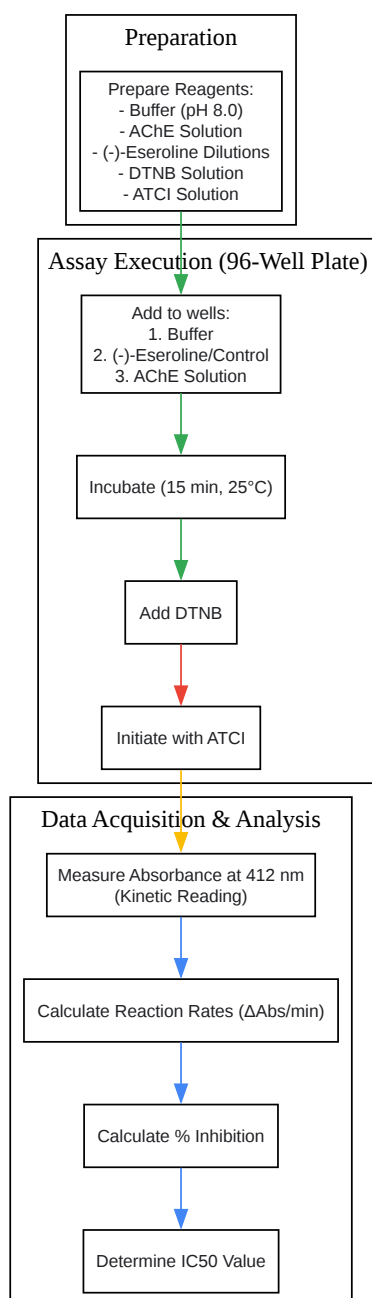 Preparation
Prepare Reagents:
- Buffer (pH 8.0)
- AChE Solution
- (-)-Eseroline Dilutions
- DTNB Solution
- ATCI Solution
Assay Execution (96-Well Plate)
Add to wells:
1. Buffer
2. (-)-Eseroline/Control
3. AChE Solution
Incubate (15 min, 25°C)
Add DTNB
Initiate with ATCI
Data Acquisition & Analysis
Measure Absorbance at 412 nm
(Kinetic Reading)
Calculate Reaction Rates (ΔAbs/min)
Calculate % Inhibition
Determine IC50 Value